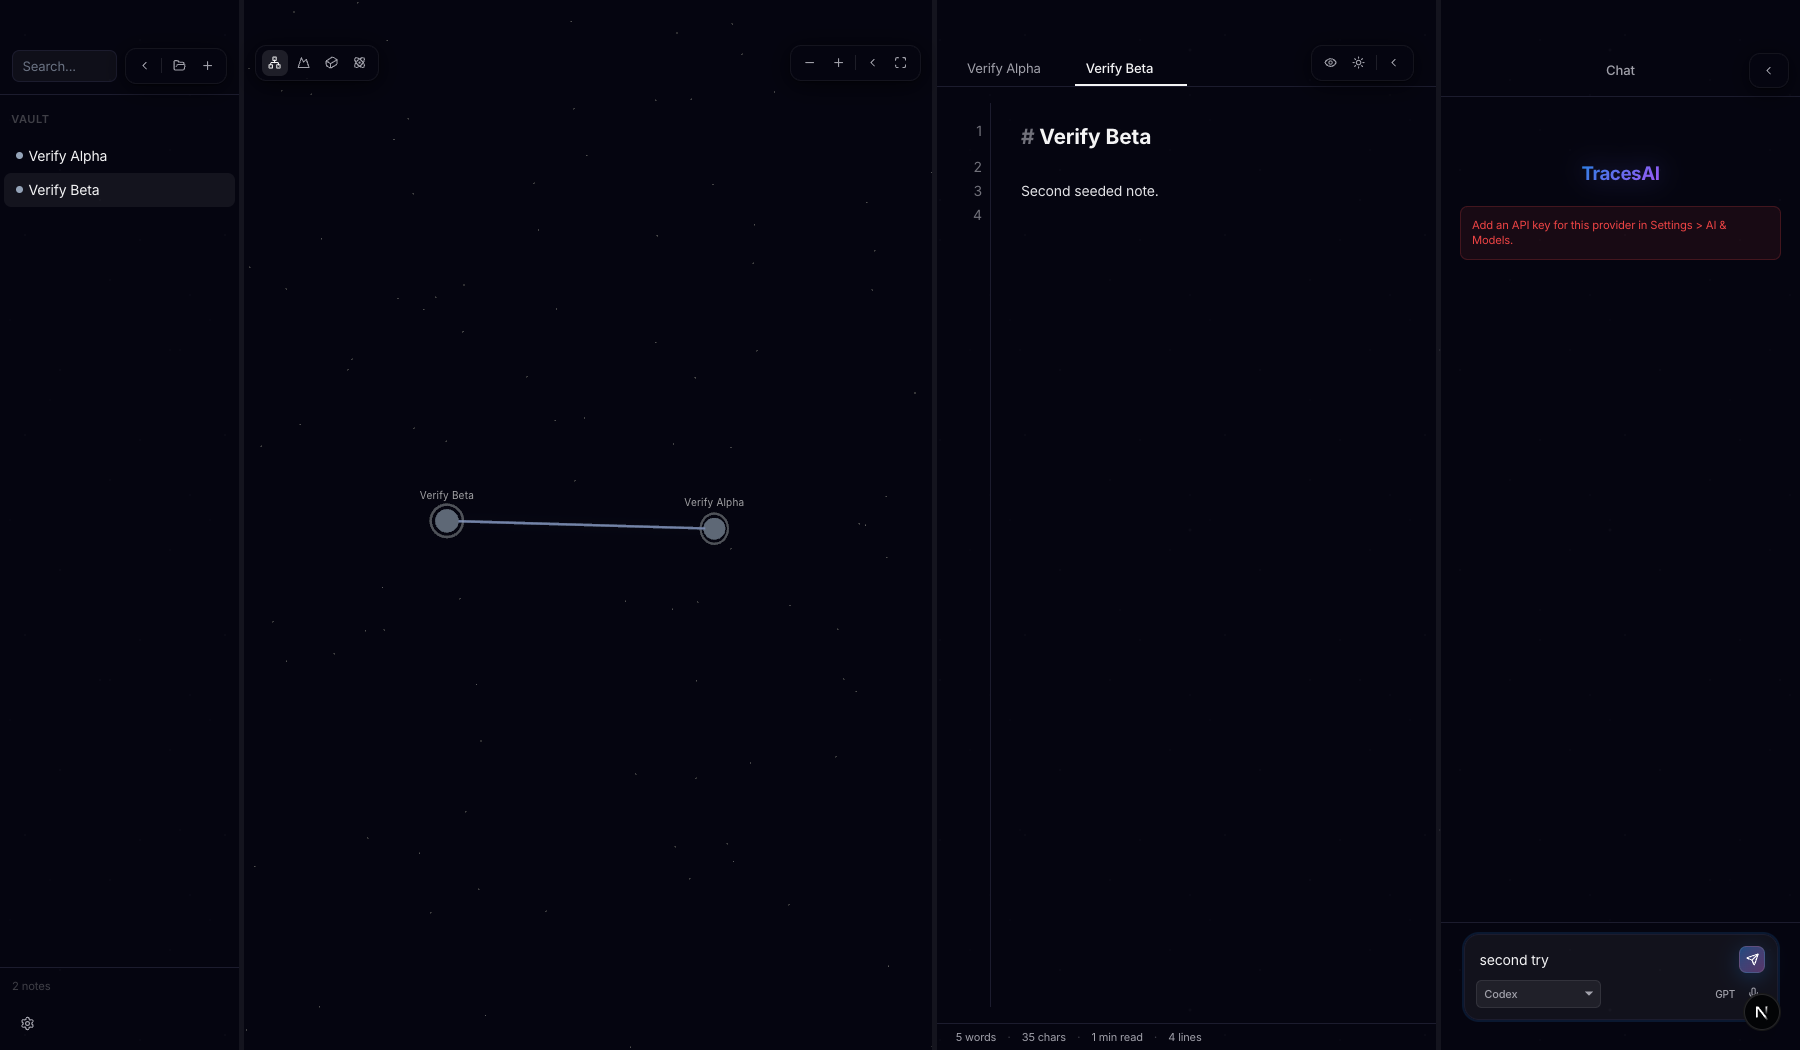 Search...
VAULT
Verify Alpha
Verify Beta
2 notes
Verify Beta
Verify Alpha
Verify Alpha
Verify Beta
1
# Verify Beta
2
3
Second seeded note.
4
5 words · 35 chars · 1 min read · 4 lines
Chat
TracesAI
Add an API key for this provider in Settings > AI &
Models.
second try
Codex
GPT
N